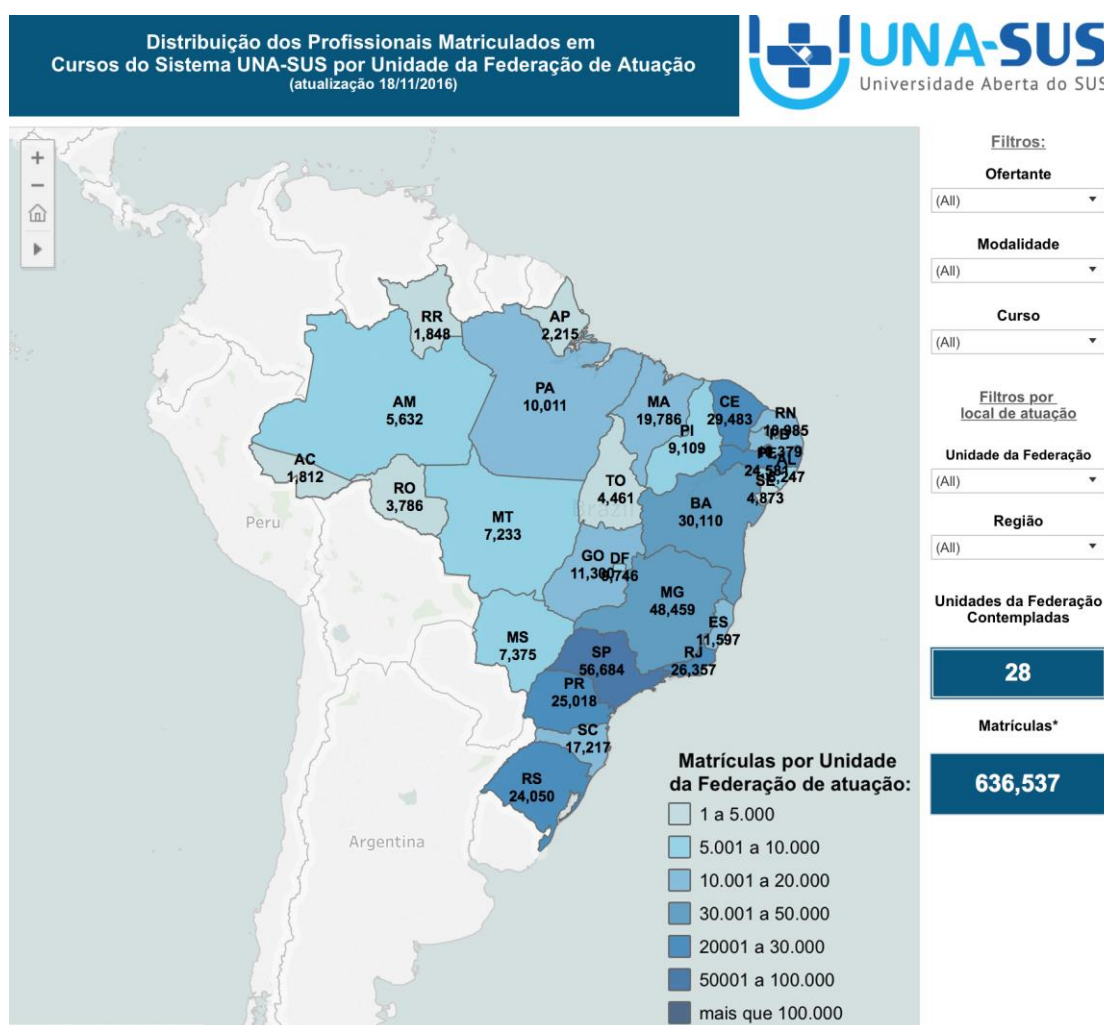 Distribuição dos Profissionais Matriculados em
Cursos do Sistema UNA-SUS por Unidade da Federação de Atuação
(atualização 18/11/2016)
UNA-SUS
Universidade Aberta do SUS
Filtros:
Ofertante
(All)
Modalidade
(All)
Curso
(All)
Filtros por
local de atuação
Unidade da Federação
(All)
Região
(All)
Unidades da Federação
Contempladas
28
Matrículas*
636,537
RR
1,848
AP
2,215
AM
5,632
PA
10,011
MA
19,786
CE
29,483
PI
9,109
RN
PB
AL
24,581
SE
4,873
AC
1,812
RO
3,786
TO
4,461
Brazil
BA
30,110
Peru
MT
7,233
GO
11,300
DF
MG
48,459
ES
11,597
MS
7,375
SP
56,684
RJ
26,357
PR
25,018
SC
17,217
RS
24,050
Argentina
Matrículas por Unidade
da Federação de atuação:
1 a 5.000
5.001 a 10.000
10.001 a 20.000
30.001 a 50.000
20001 a 30.000
50001 a 100.000
mais que 100.000